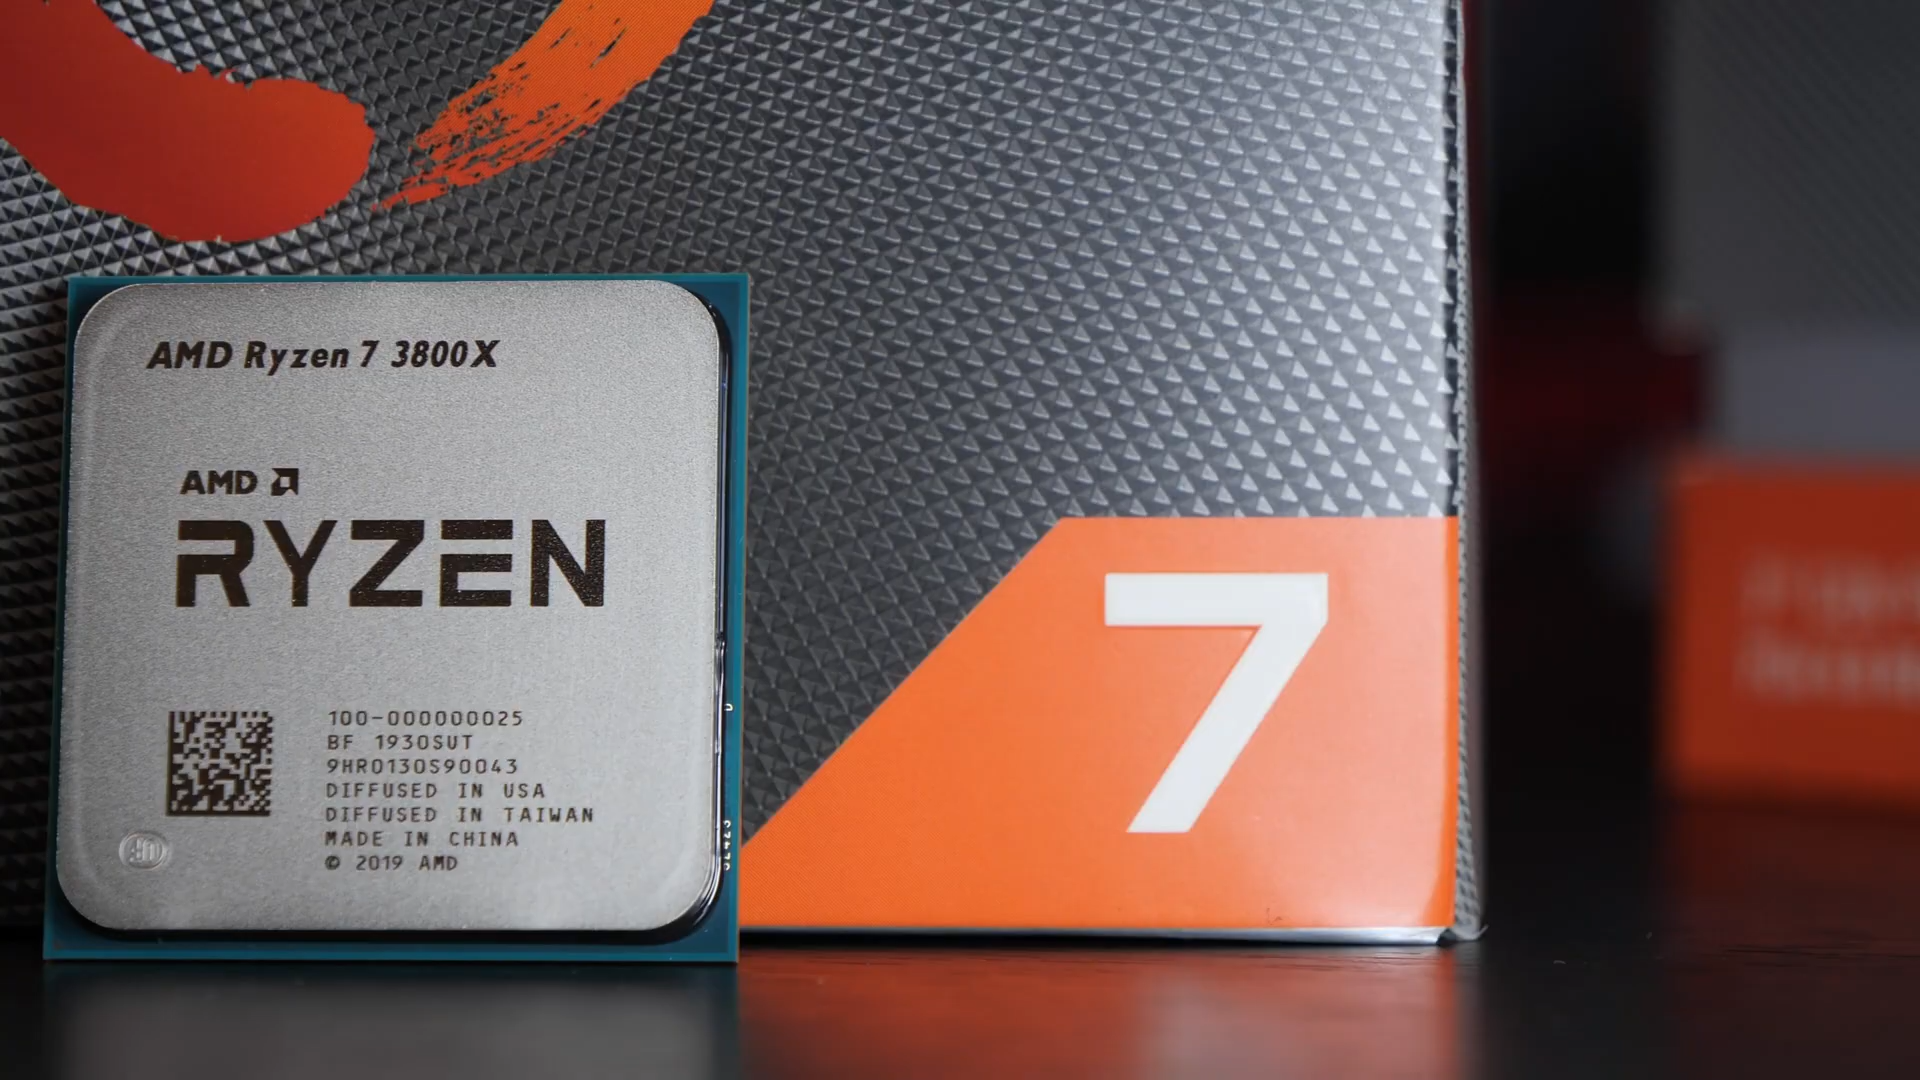 AMD Ryzen 7 3800X
AMD
RYZEN
100-000000025
BF 1930SUT
9HR0130S90043
DIFFUSED IN USA
DIFFUSED IN TAIWAN
MADE IN CHINA
© 2019 AMD
7